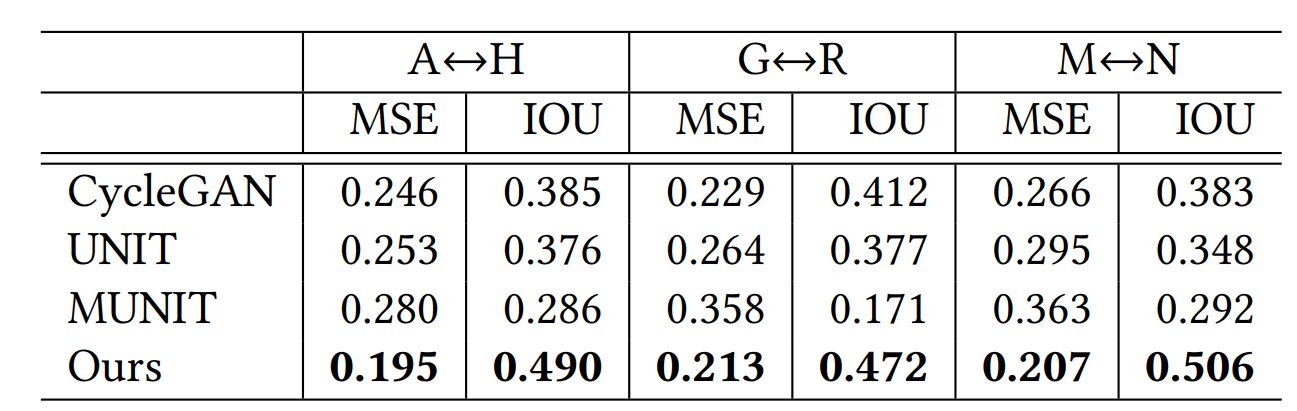 A↔H G↔R M↔N
MSE IOU MSE IOU MSE IOU
CycleGAN 0.246 0.385 0.229 0.412 0.266 0.383
UNIT 0.253 0.376 0.264 0.377 0.295 0.348
MUNIT 0.280 0.286 0.358 0.171 0.363 0.292
Ours 0.195 0.490 0.213 0.472 0.207 0.506